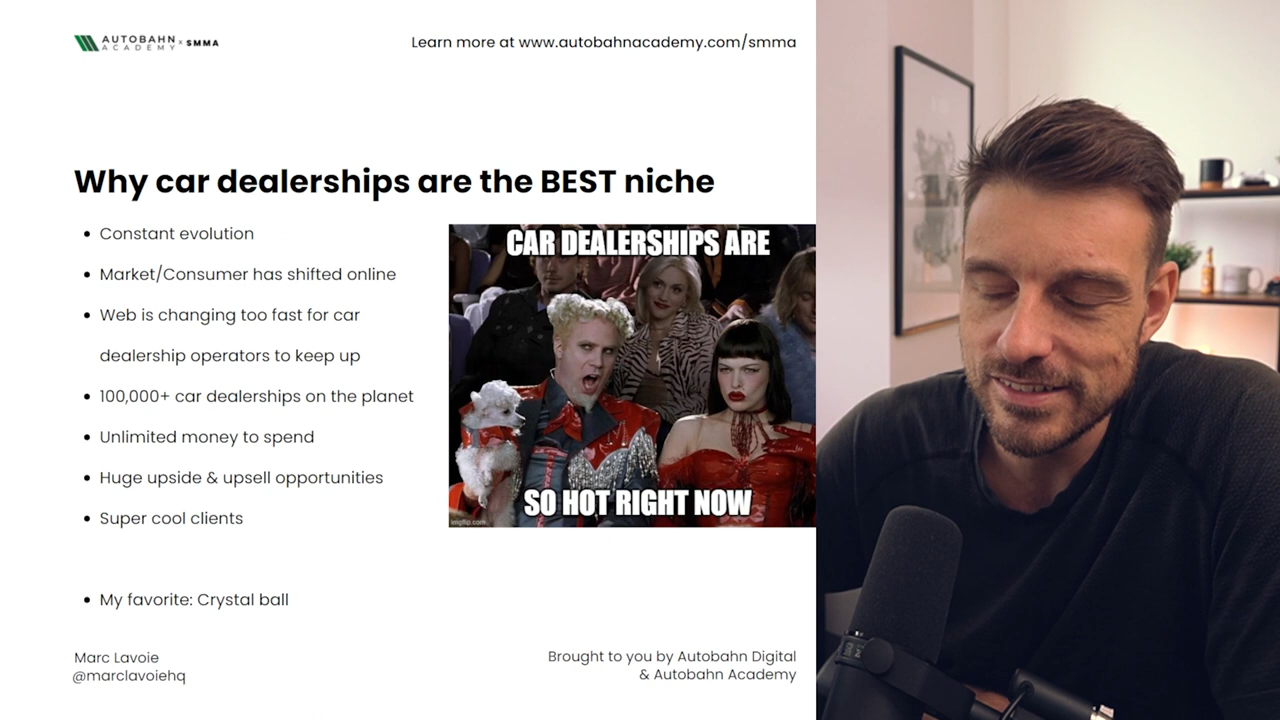 AUTOBAHN
ACADEMY × SMMA
Learn more at www.autobahnacademy.com/smma
Why car dealerships are the BEST niche
• Constant evolution
• Market/Consumer has shifted online
• Web is changing too fast for car
dealership operators to keep up
• 100,000+ car dealerships on the planet
• Unlimited money to spend
• Huge upside & upsell opportunities
• Super cool clients
• My favorite: Crystal ball
CAR DEALERSHIPS ARE
SO HOT RIGHT NOW
imgflip.com
Marc Lavoie
@marclavoiehq
Brought to you by Autobahn Digital
& Autobahn Academy